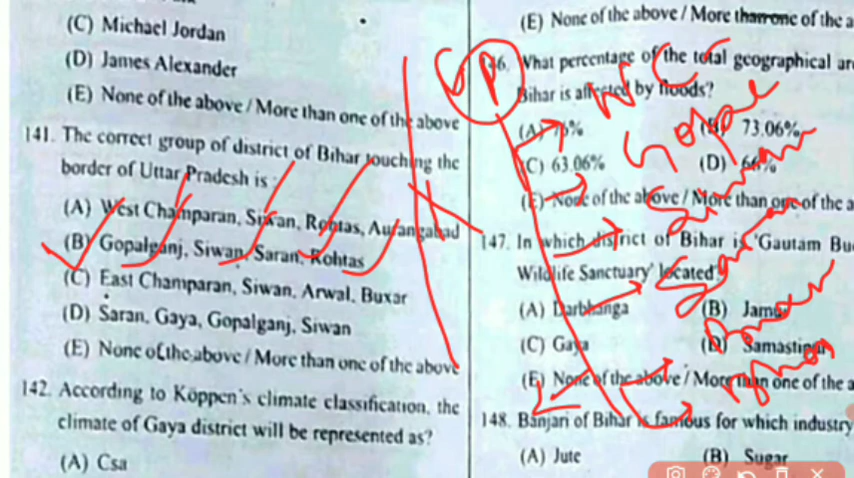 (C) Michael Jordan
(D) James Alexander
(E) None of the above / More than one of the above
141. The correct group of district of Bihar touching the
border of Uttar Pradesh is :
(A) West Champaran, Siwan, Rohtas, Aurangabad
(B) Gopalganj, Siwan, Saran, Rohtas
(C) East Champaran, Siwan, Arwal, Buxar
(D) Saran, Gaya, Gopalganj, Siwan
(E) None of the above / More than one of the above
142. According to Koppen's climate classification, the
climate of Gaya district will be represented as?
(A) Csa
(E) None of the above / More than one of the a
146. What percentage of the total geographical are
Bihar is affected by floods?
(A) %
(B) 73.06%
(C) 63.06%
(D) 66%
(E) None of the above / More than one of the a
147. In which district of Bihar is 'Gautam Bu
Wildlife Sanctuary' located?
(A) Darbhanga
(B) Jamui
(C) Gaya
(D) Samastipur
(E) None of the above / More than one of the a
148. Banjari of Bihar is famous for which industry
(A) Jute
(B) Sugar
UP
W C C
Gopal
Siwan
Saran